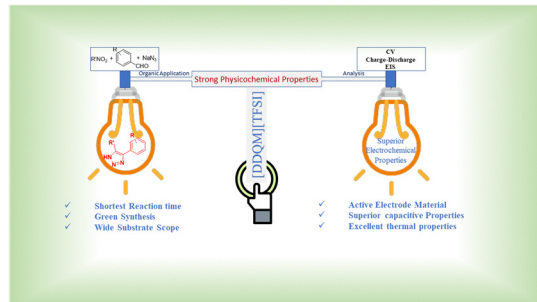 H
R'NO₂ + + NaN₃
CHO
Organic Application
Strong Physicochemical Properties
Analysis
CV
Charge-Discharge
EIS
[DDQM][TFSI]
R'
R
HN
N
N
Superior
Electrochemical
Properties
✓ Shortest Reaction time
✓ Green Synthesis
✓ Wide Substrate Scope
✓ Active Electrode Material
✓ Superior capacitive Properties
✓ Excellent thermal properties